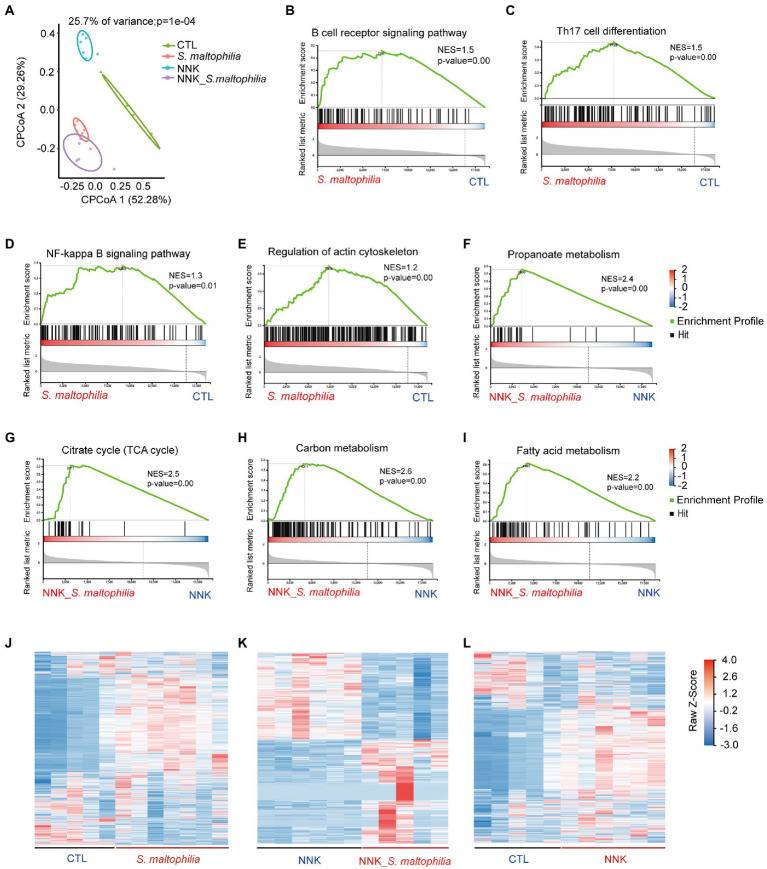 A
25.7% of variance;p=1e-04
CPCoA 2 (29.26%)
0.4
0.2
0.0
-0.2
-0.25 0.0 0.25 0.5
CPCoA 1 (52.28%)
CTL
S. maltophilia
NNK
NNK_S.maltophilia
B
B cell receptor signaling pathway
NES=1.5
p-value=0.00
Enrichment score
Ranked list metric
S. maltophilia CTL
C
Th17 cell differentiation
NES=1.5
p-value=0.00
Enrichment score
Ranked list metric
S. maltophilia CTL
D
NF-kappa B signaling pathway
NES=1.3
p-value=0.01
Enrichment score
Ranked list metric
S. maltophilia CTL
E
Regulation of actin cytoskeleton
NES=1.2
p-value=0.00
Enrichment score
Ranked list metric
S. maltophilia CTL
F
Propanoate metabolism
NES=2.4
p-value=0.00
Enrichment score
Ranked list metric
NNK_S. maltophilia NNK
2
1
0
-1
-2
Enrichment Profile
Hit
G
Citrate cycle (TCA cycle)
NES=2.5
p-value=0.00
Enrichment score
Ranked list metric
NNK_S. maltophilia NNK
H
Carbon metabolism
NES=2.6
p-value=0.00
Enrichment score
Ranked list metric
NNK_S. maltophilia NNK
I
Fatty acid metabolism
NES=2.2
p-value=0.00
Enrichment score
Ranked list metric
NNK_S. maltophilia NNK
2
1
0
-1
-2
Enrichment Profile
Hit
J
CTL S. maltophilia
K
NNK NNK_S. maltophilia
L
CTL NNK
Raw Z-Score
4.0
2.6
1.2
-0.2
-1.6
-3.0